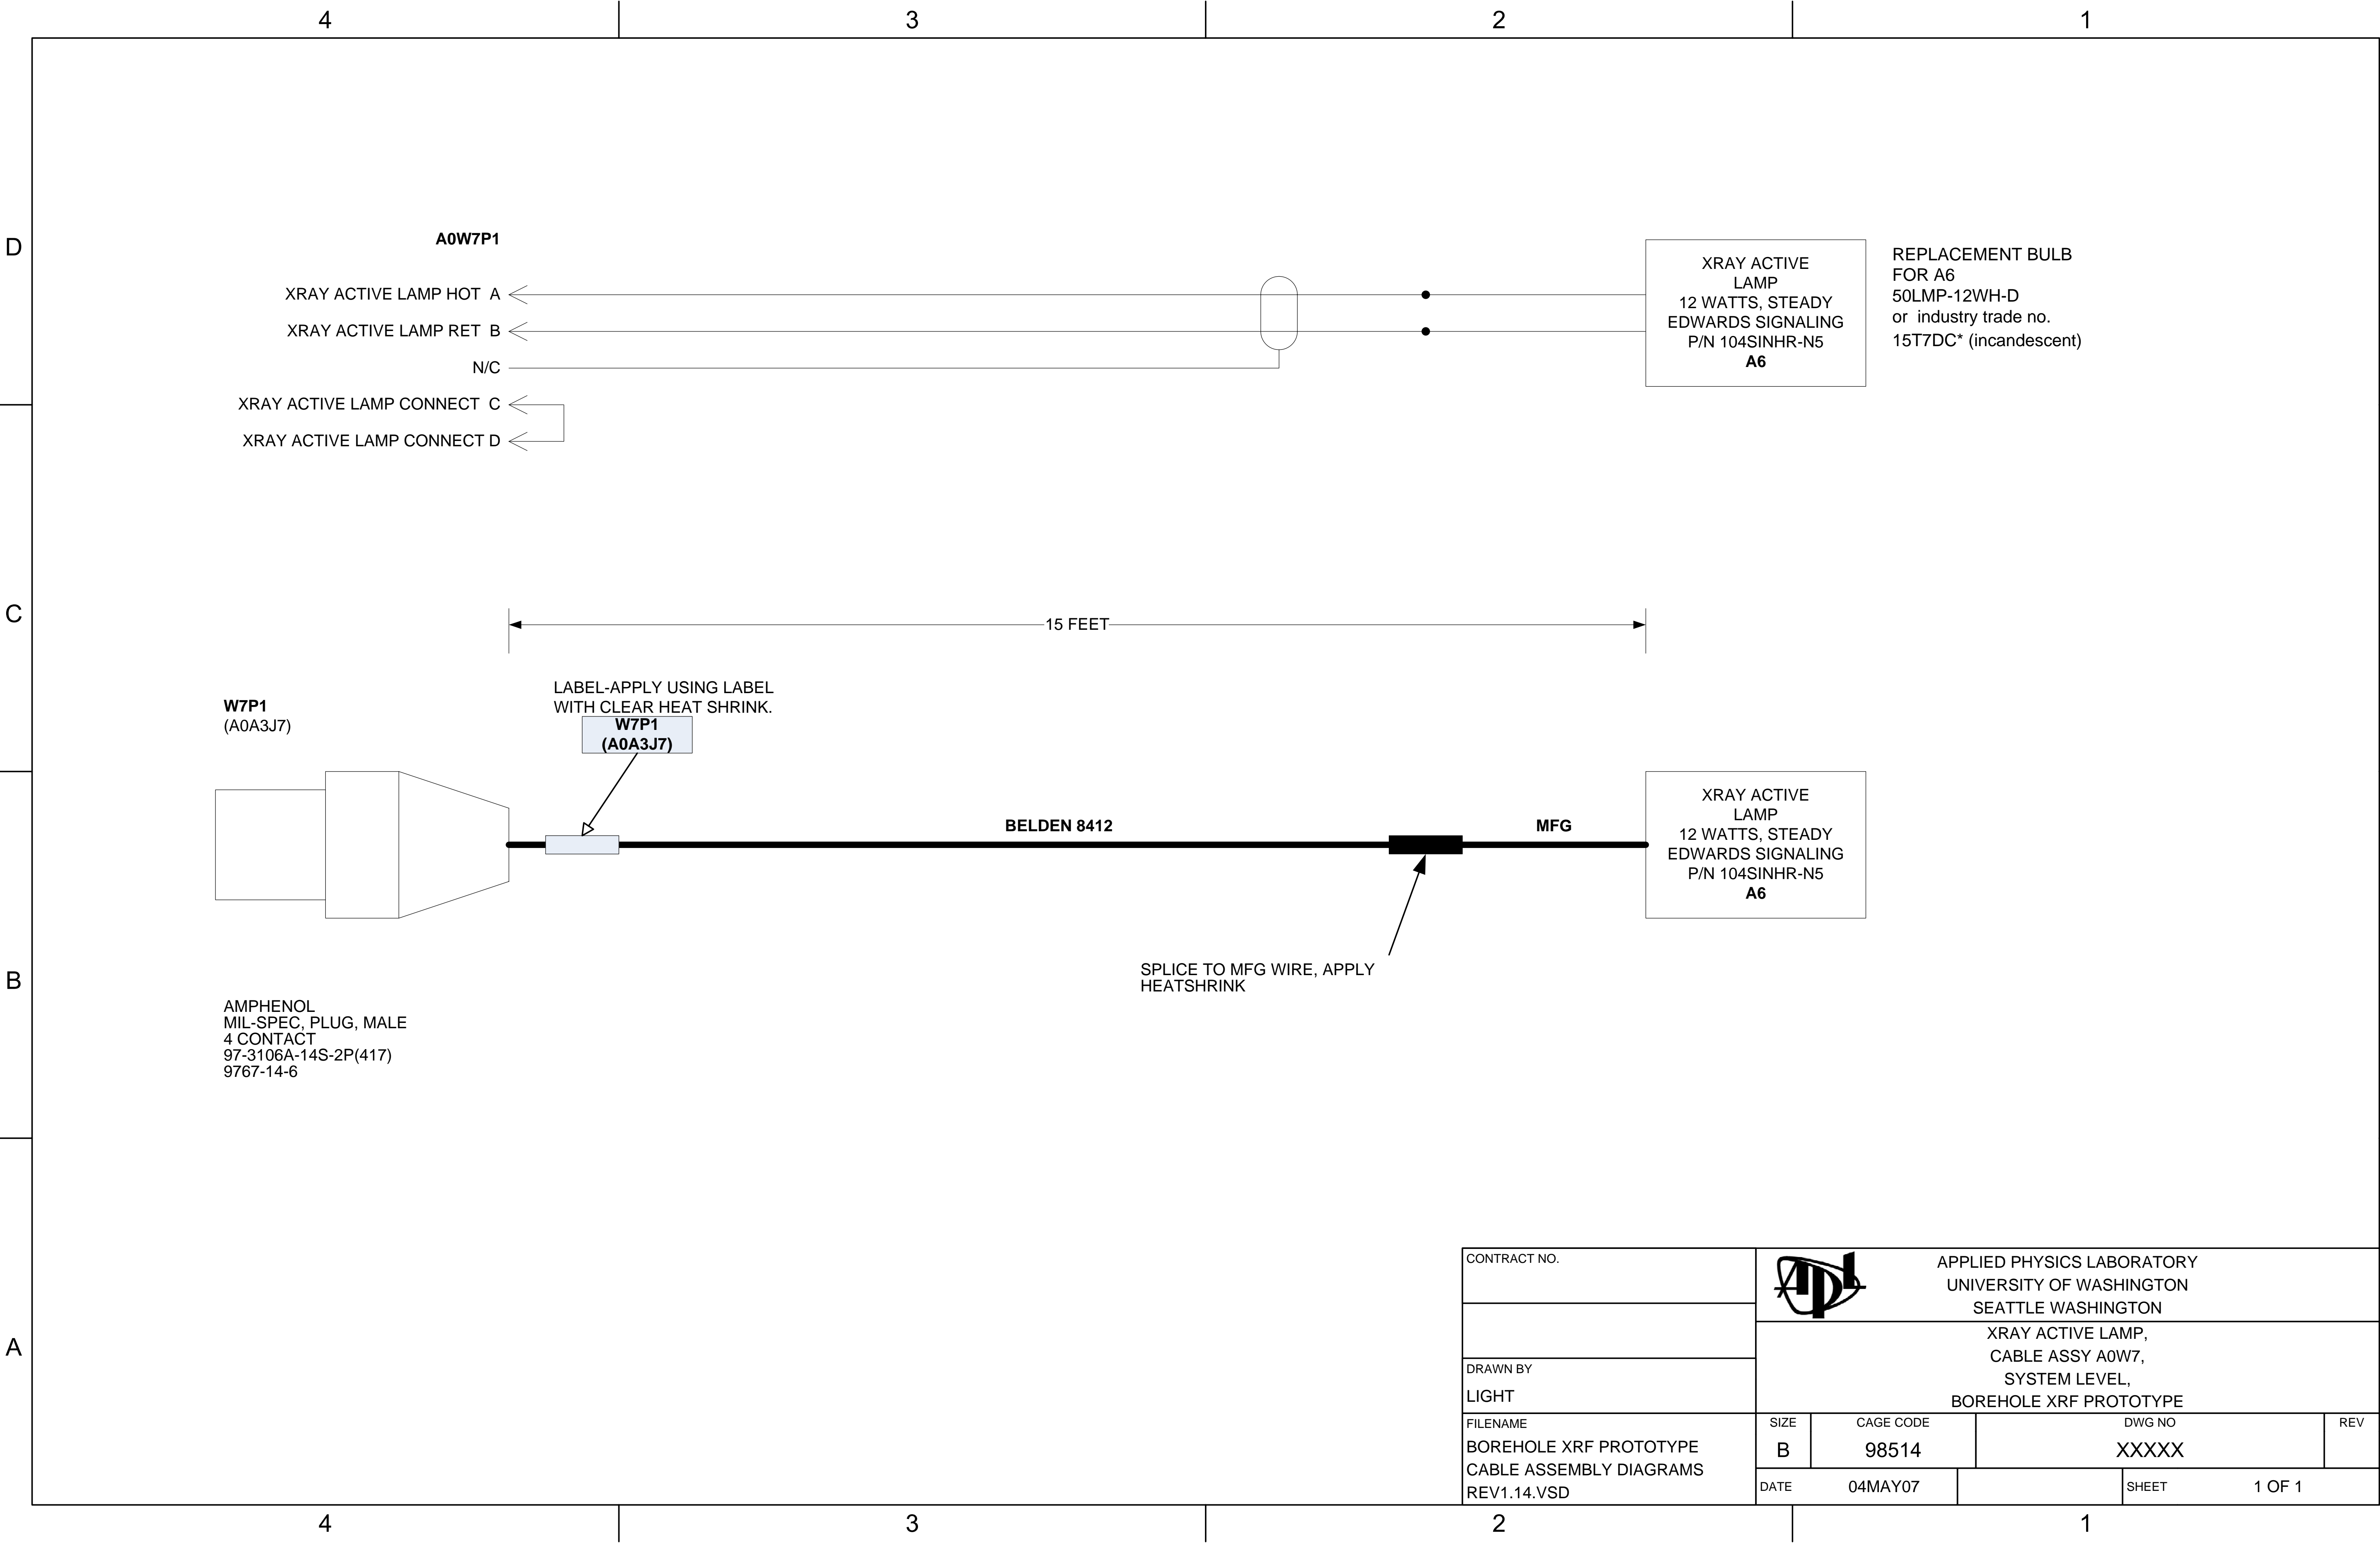 4 3 2 1
D
A0W7P1
XRAY ACTIVE LAMP HOT A
XRAY ACTIVE LAMP RET B
N/C
XRAY ACTIVE LAMP CONNECT C
XRAY ACTIVE LAMP CONNECT D
XRAY ACTIVE
LAMP
12 WATTS, STEADY
EDWARDS SIGNALING
P/N 104SINHR-N5
A6
REPLACEMENT BULB
FOR A6
50LMP-12WH-D
or industry trade no.
15T7DC* (incandescent)
C
15 FEET
W7P1
(A0A3J7)
LABEL-APPLY USING LABEL
WITH CLEAR HEAT SHRINK.
W7P1
(A0A3J7)
BELDEN 8412
MFG
XRAY ACTIVE
LAMP
12 WATTS, STEADY
EDWARDS SIGNALING
P/N 104SINHR-N5
A6
B
SPLICE TO MFG WIRE, APPLY
HEATSHRINK
AMPHENOL
MIL-SPEC, PLUG, MALE
4 CONTACT
97-3106A-14S-2P(417)
9767-14-6
A
CONTRACT NO.
DRAWN BY
LIGHT
FILENAME
BOREHOLE XRF PROTOTYPE
CABLE ASSEMBLY DIAGRAMS
REV1.14.VSD
APL
APPLIED PHYSICS LABORATORY
UNIVERSITY OF WASHINGTON
SEATTLE WASHINGTON
XRAY ACTIVE LAMP,
CABLE ASSY A0W7,
SYSTEM LEVEL,
BOREHOLE XRF PROTOTYPE
SIZE
B
CAGE CODE
98514
DWG NO
XXXXX
REV
DATE 04MAY07
SHEET 1 OF 1
4 3 2 1